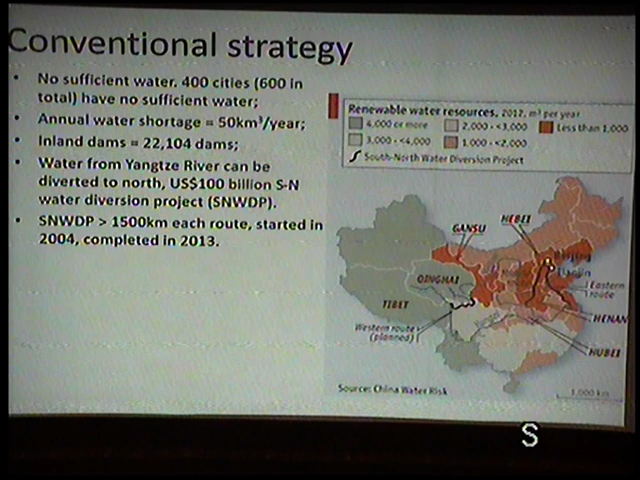 Conventional strategy
• No sufficient water. 400 cities (600 in
total) have no sufficient water;
• Annual water shortage = 50km³/year;
• Inland dams = 22,104 dams;
• Water from Yangtze River can be
diverted to north, US$100 billion S-N
water diversion project (SNWDP).
• SNWDP > 1500km each route, started in
2004, completed in 2013.
Renewable water resources, 2012, m³ per year
4,000 or more 2,000 - <3,000 Less than 1,000
3,000 - <4,000 1,000 - <2,000
South-North Water Diversion Project
HEBEI
GANSU
Beijing
Tianjin
QINGHAI
Eastern
route
TIBET
HENAN
Western route
(planned)
HUBEI
Source: China Water Risk
1,000 km
S